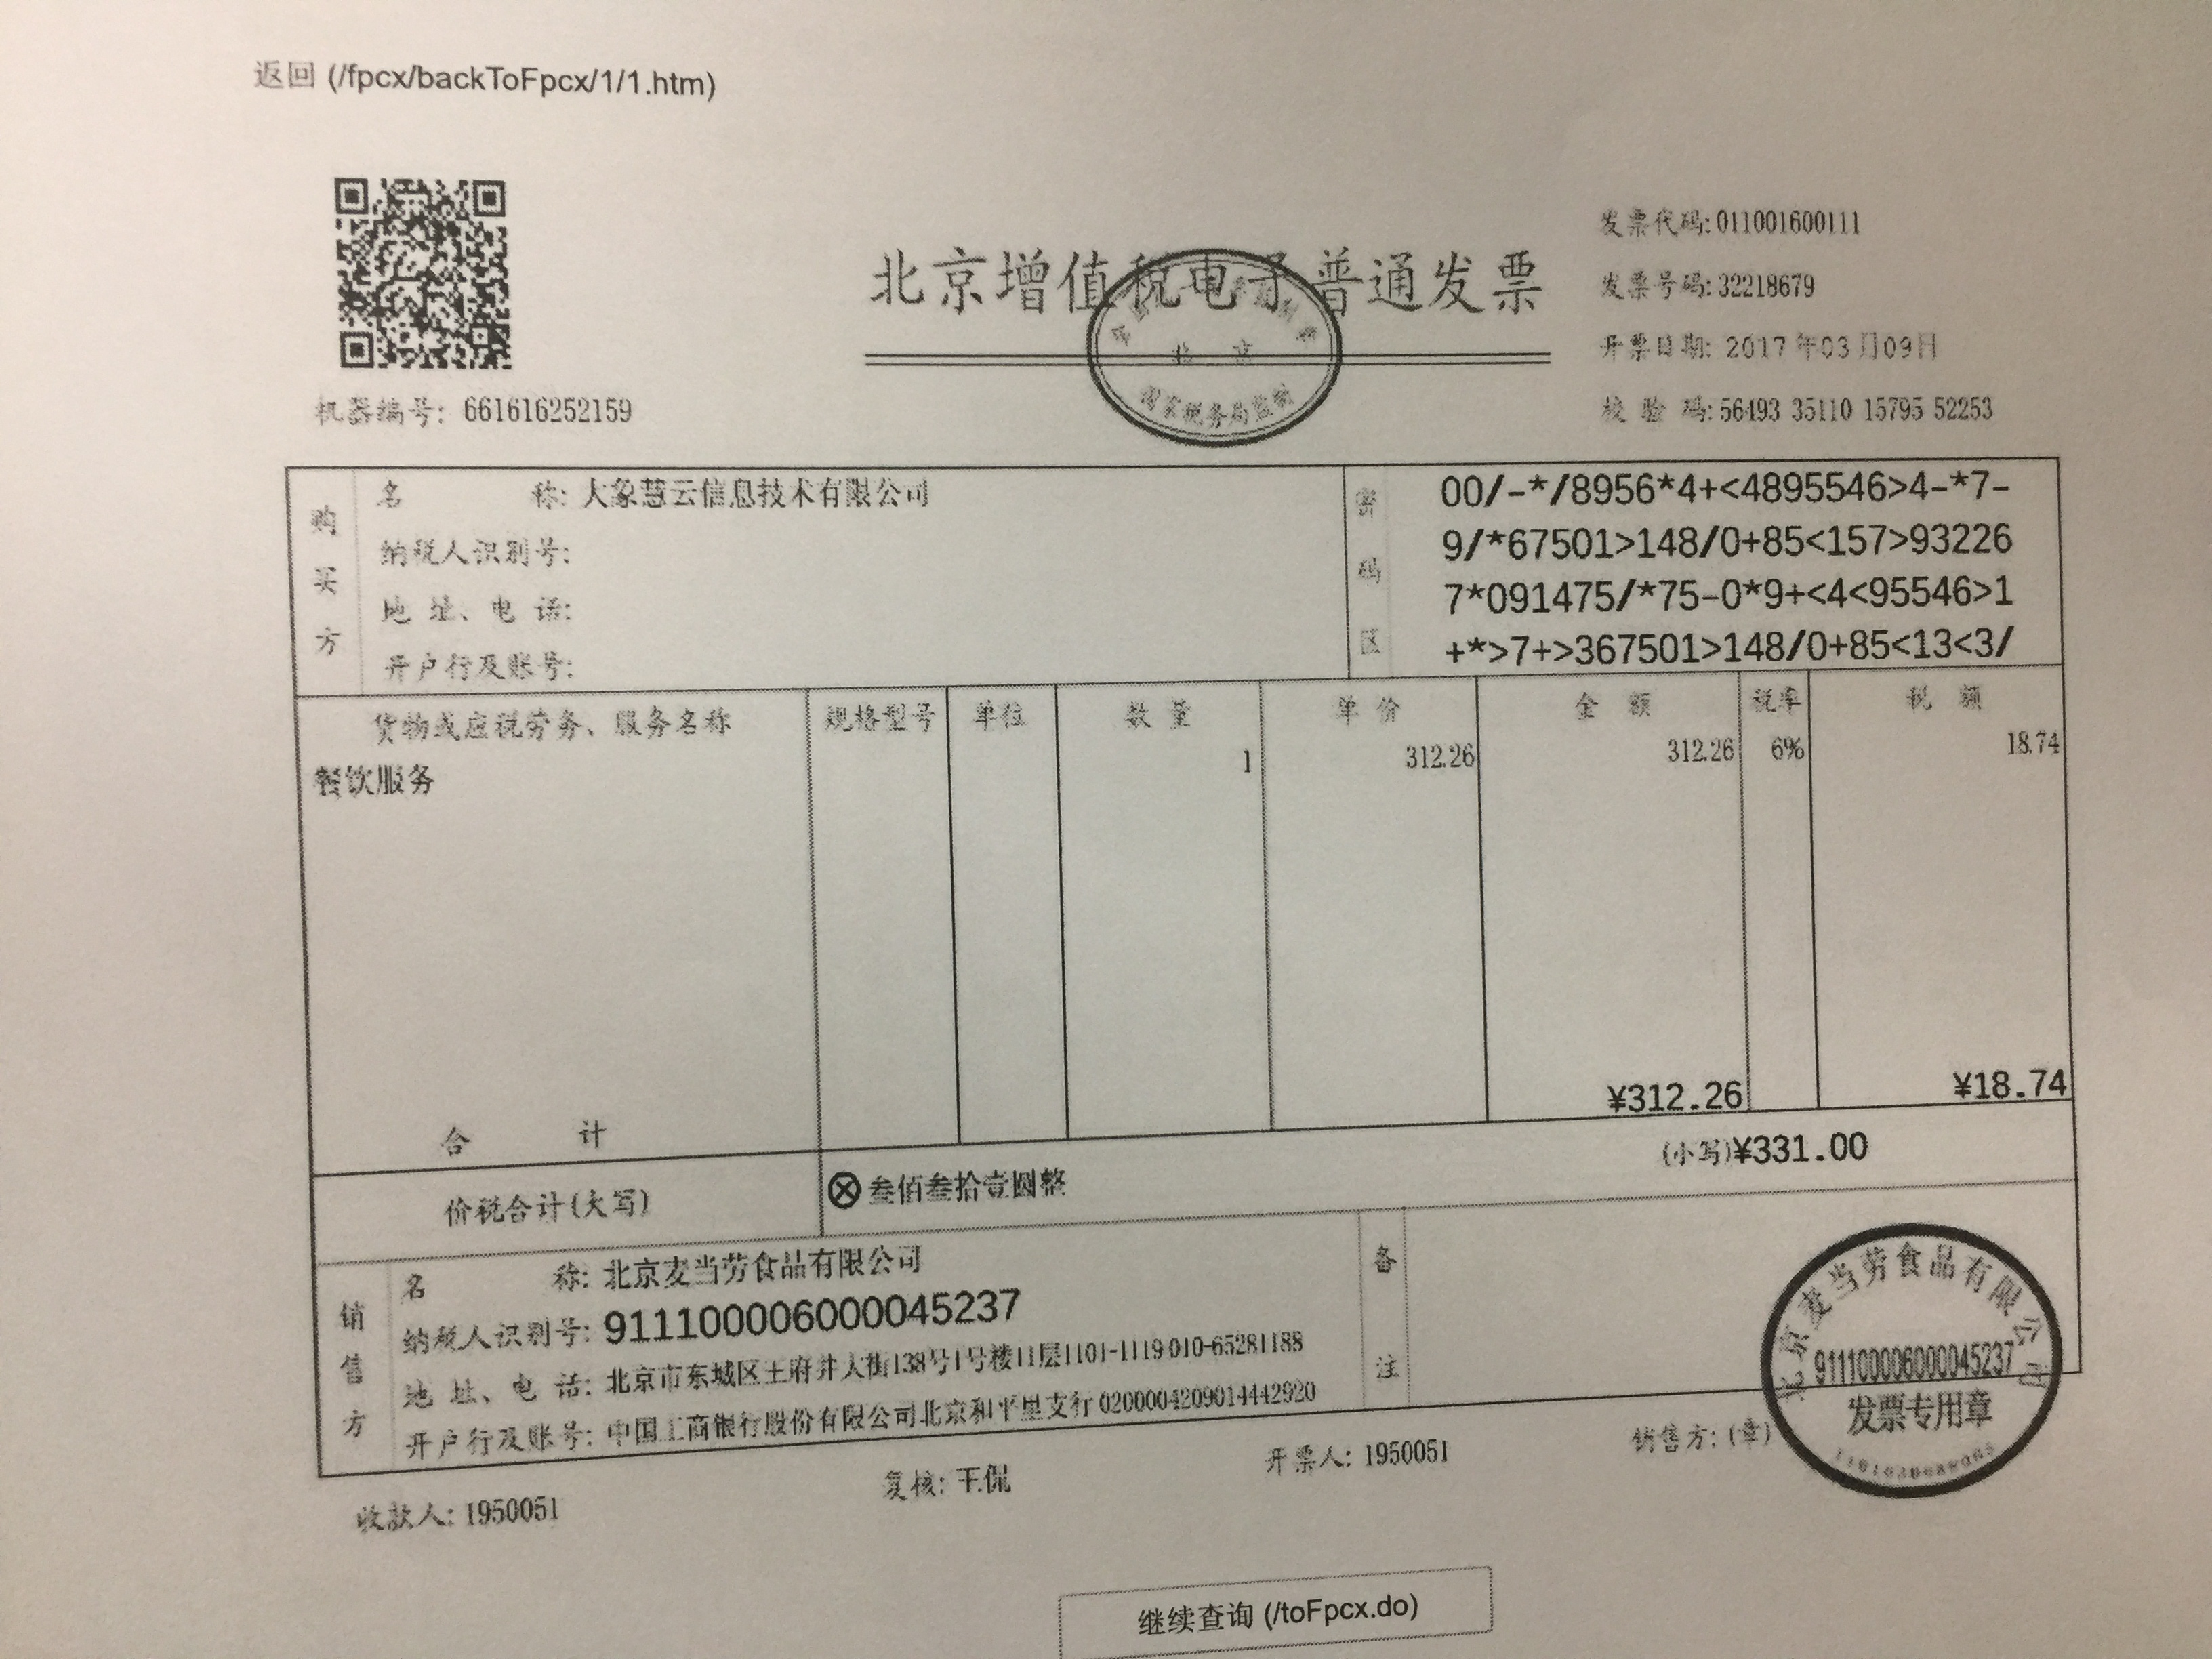 返回 (/fpcx/backToFpcx/1/1.htm)
北京增值税电子普通发票
北 京
国家税务局监制
发票代码: 011001600111
发票号码: 32218679
开票日期: 2017 年03 月09日
校 验 码: 56493 35110 15795 52253
机器编号: 661616252159
购买方
名 称: 大象慧云信息技术有限公司
纳税人识别号:
地 址、电 话:
开户行及账号:
密码区
00/-*/8956*4+<4895546>4-*7-
9/*67501>148/0+85<157>93226
7*091475/*75-0*9+<4<95546>1
+*>7+>367501>148/0+85<13<3/
货物或应税劳务、服务名称 规格型号 单位 数 量 单 价 金 额 税率 税 额
餐饮服务 1 312.26 312.26 6% 18.74
合 计 ¥312.26 ¥18.74
价税合计(大写) ⊗ 叁佰叁拾壹圆整 (小写)¥331.00
销售方
名 称: 北京麦当劳食品有限公司
纳税人识别号: 911100006000045237
地 址、电 话: 北京市东城区王府井大街138号1号楼11层1101-1119 010-65281188
开户行及账号: 中国工商银行股份有限公司北京和平里支行 0200004209014442920
备注
收款人: 1950051 复核: 王侃 开票人: 1950051 销售方: (章)
北京麦当劳食品有限公司
911100006000045237
发票专用章
继续查询 (/toFpcx.do)